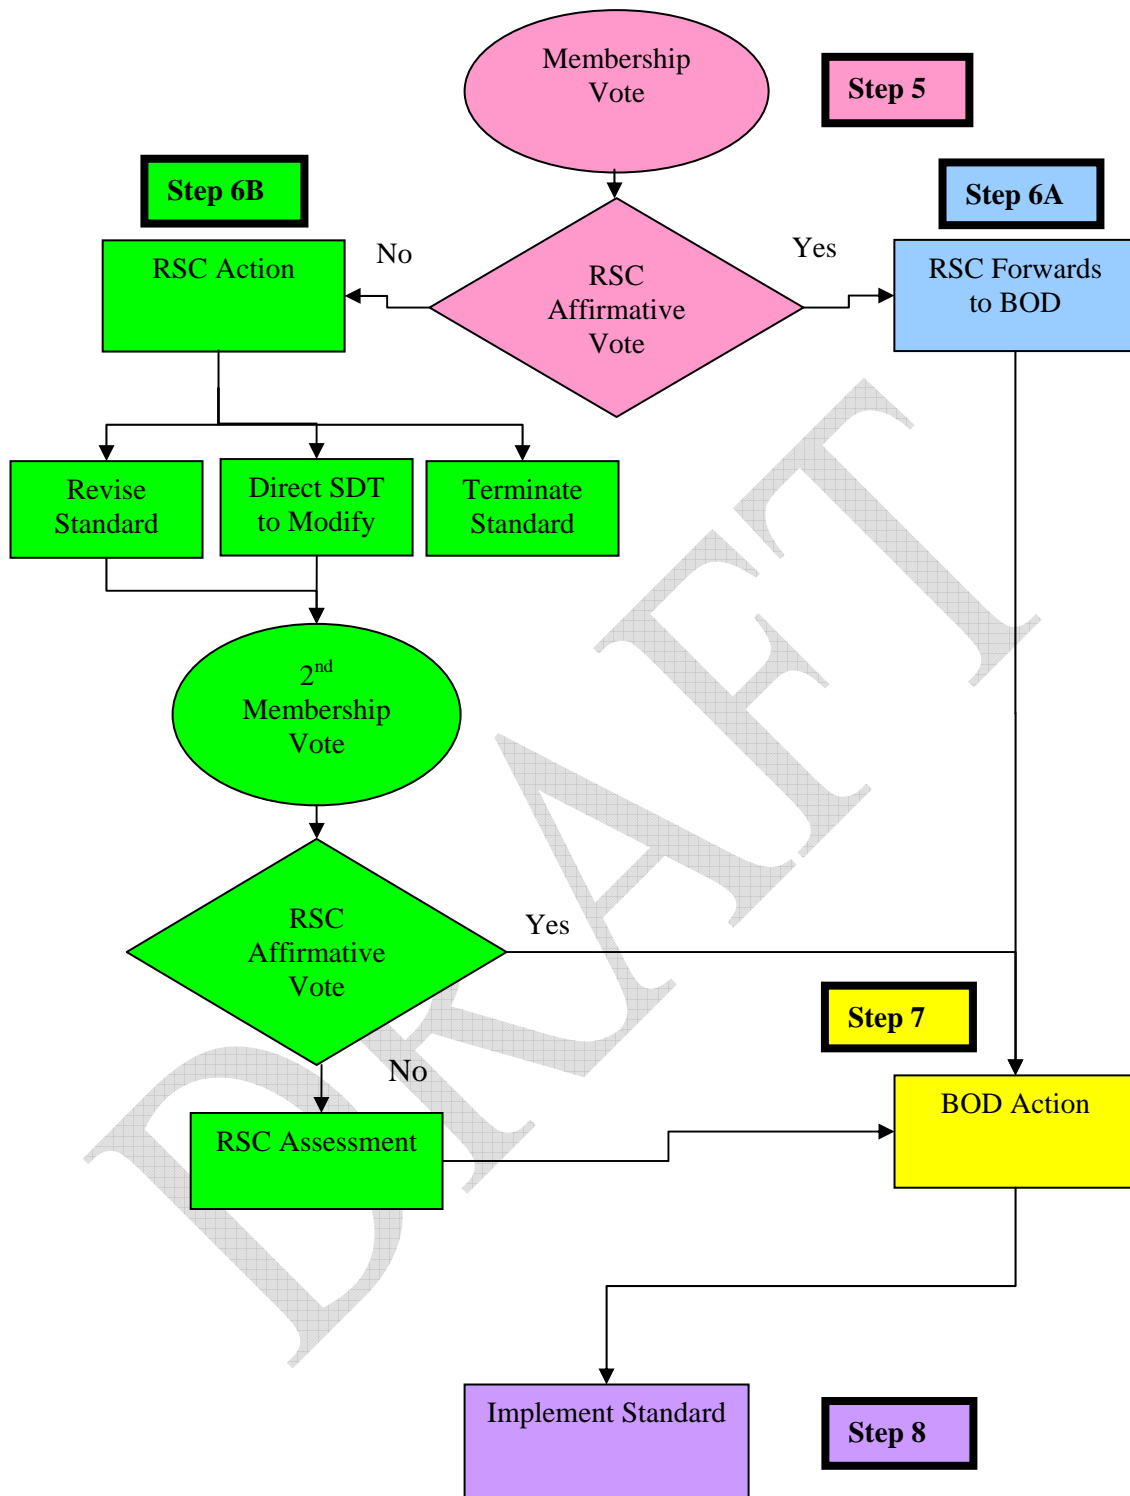 Membership
Vote
Step 5
Step 6B
Step 6A
RSC Action
No
RSC
Affirmative
Vote
Yes
RSC Forwards
to BOD
Revise
Standard
Direct SDT
to Modify
Terminate
Standard
2nd
Membership
Vote
RSC
Affirmative
Vote
Yes
Step 7
No
RSC Assessment
BOD Action
Implement Standard
Step 8
DRAFT